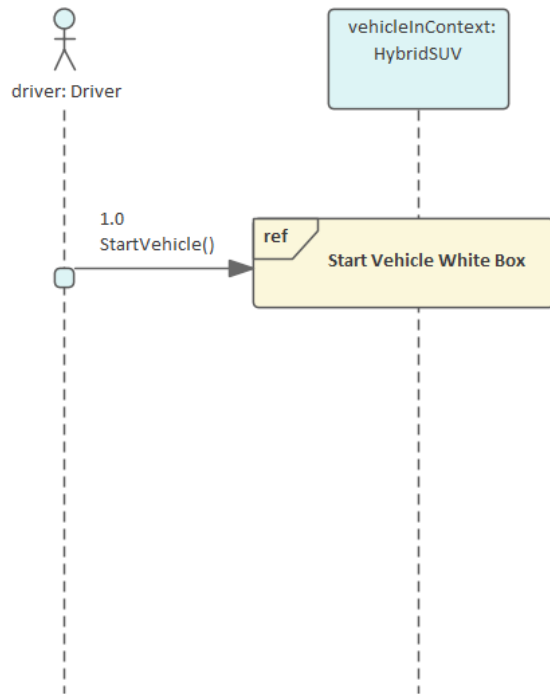 vehicleInContext:
HybridSUV
driver: Driver
1.0
StartVehicle()
ref
Start Vehicle White Box